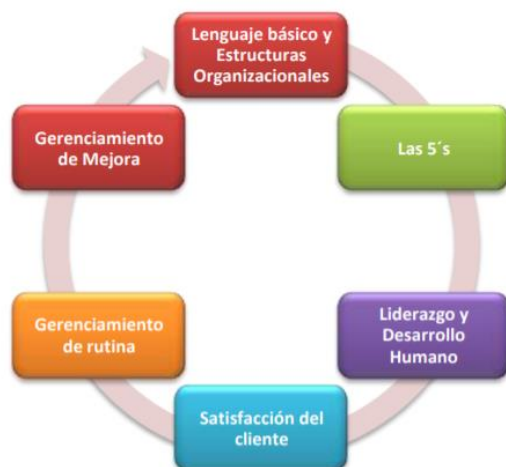 Lenguaje básico y
Estructuras
Organizacionales
Las 5´s
Liderazgo y
Desarrollo
Humano
Satisfacción del
cliente
Gerenciamiento
de rutina
Gerenciamiento
de Mejora